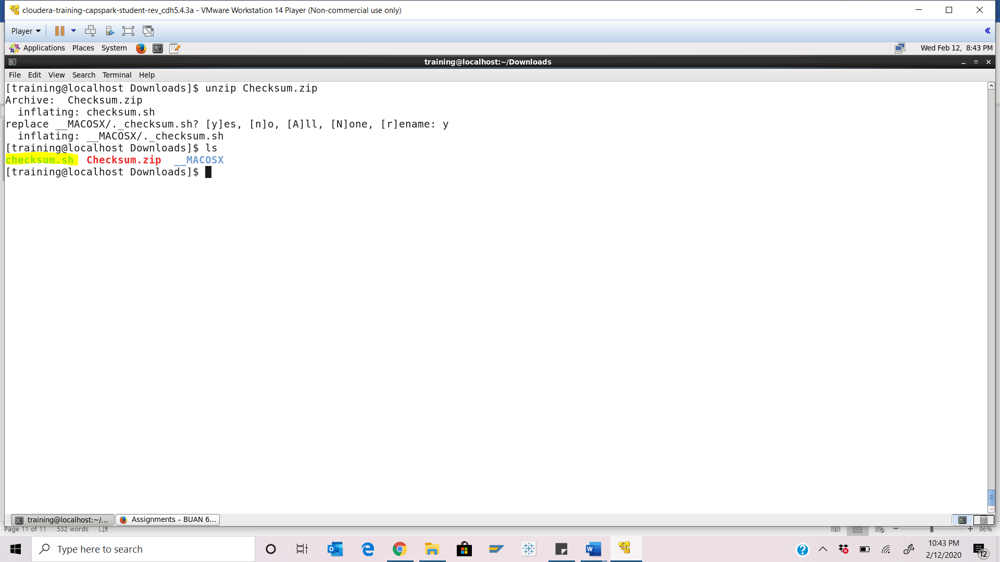 cloudera-training-capspark-student-rev_cdh5.4.3a - VMware Workstation 14 Player (Non-commercial use only)
Player
Applications Places System Wed Feb 12, 8:43 PM
training@localhost:~/Downloads
File Edit View Search Terminal Help
[training@localhost Downloads]$ unzip Checksum.zip
Archive:  Checksum.zip
  inflating: checksum.sh
replace __MACOSX/._checksum.sh? [y]es, [n]o, [A]ll, [N]one, [r]ename: y
  inflating: __MACOSX/._checksum.sh
[training@localhost Downloads]$ ls
checksum.sh  Checksum.zip  __MACOSX
[training@localhost Downloads]$
training@localhost:~/... Assignments – BUAN 6...
Page 11 of 11 532 words 96%
Type here to search
10:43 PM
2/12/2020
12